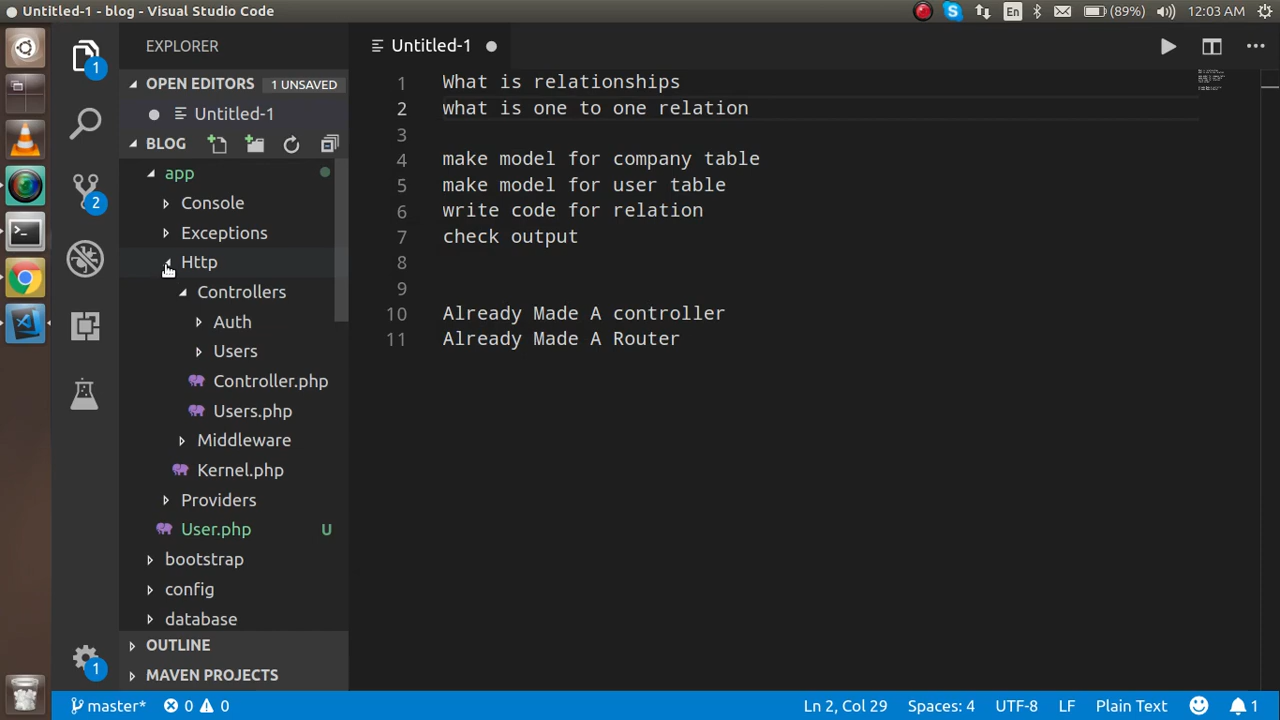 Untitled-1 - blog - Visual Studio Code
En
(89%)
12:03 AM
EXPLORER
Untitled-1
1
OPEN EDITORS
1 UNSAVED
Untitled-1
BLOG
app
Console
Exceptions
Http
Controllers
Auth
Users
Controller.php
Users.php
Middleware
Kernel.php
Providers
User.php U
bootstrap
config
database
OUTLINE
MAVEN PROJECTS
2
1
1 What is relationships
2 what is one to one relation
3
4 make model for company table
5 make model for user table
6 write code for relation
7 check output
8
9
10 Already Made A controller
11 Already Made A Router
master* 0 0
Ln 2, Col 29
Spaces: 4
UTF-8
LF
Plain Text
1